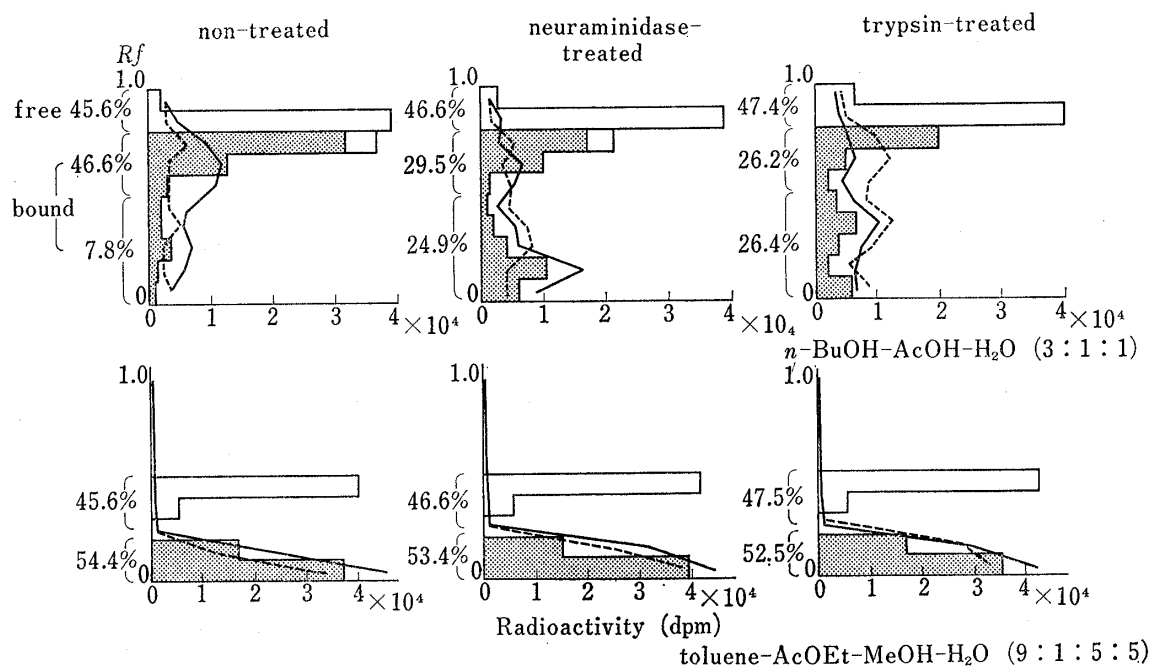 non-treated
neuraminidase-
treated
trypsin-treated
Rf
1.0
free 45.6%
46.6%
bound
7.8%
0
0 1 2 3 4
×10⁴
1.0
46.6%
29.5%
24.9%
0
0 1 2 3 4
×10₄
1.0
47.4%
26.2%
26.4%
0
0 1 2 3 4
×10⁴
n-BuOH-AcOH-H₂O (3 : 1 : 1)
1.0
45.6%
54.4%
0
0 1 2 3 4
×10⁴
1.0
46.6%
53.4%
0
0 1 2 3 4
×10⁴
1.0
47.5%
52.5%
0
0 1 2 3 4
×10⁴
Radioactivity (dpm)
toluene-AcOEt-MeOH-H₂O (9 : 1 : 5 : 5)